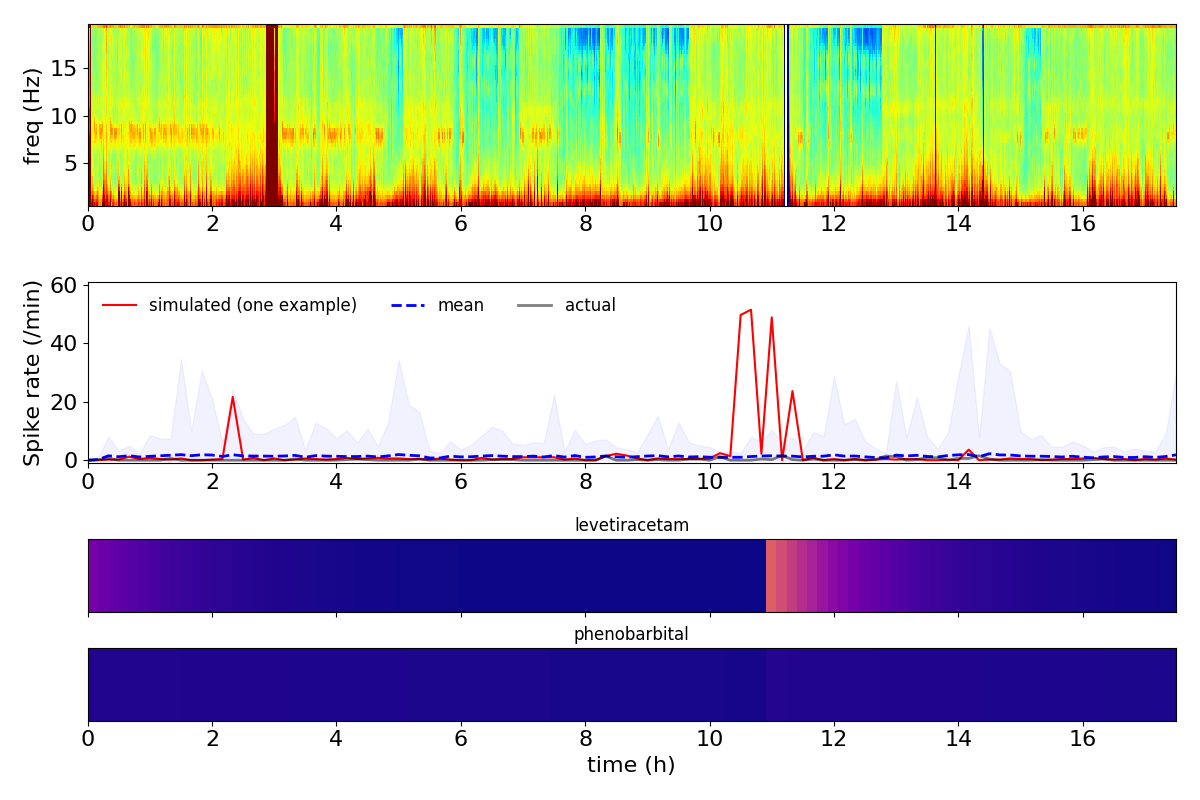 freq (Hz)
15
10
5
0 2 4 6 8 10 12 14 16
Spike rate (/min)
60
40
20
0
simulated (one example) mean actual
0 2 4 6 8 10 12 14 16
levetiracetam
phenobarbital
0 2 4 6 8 10 12 14 16
time (h)